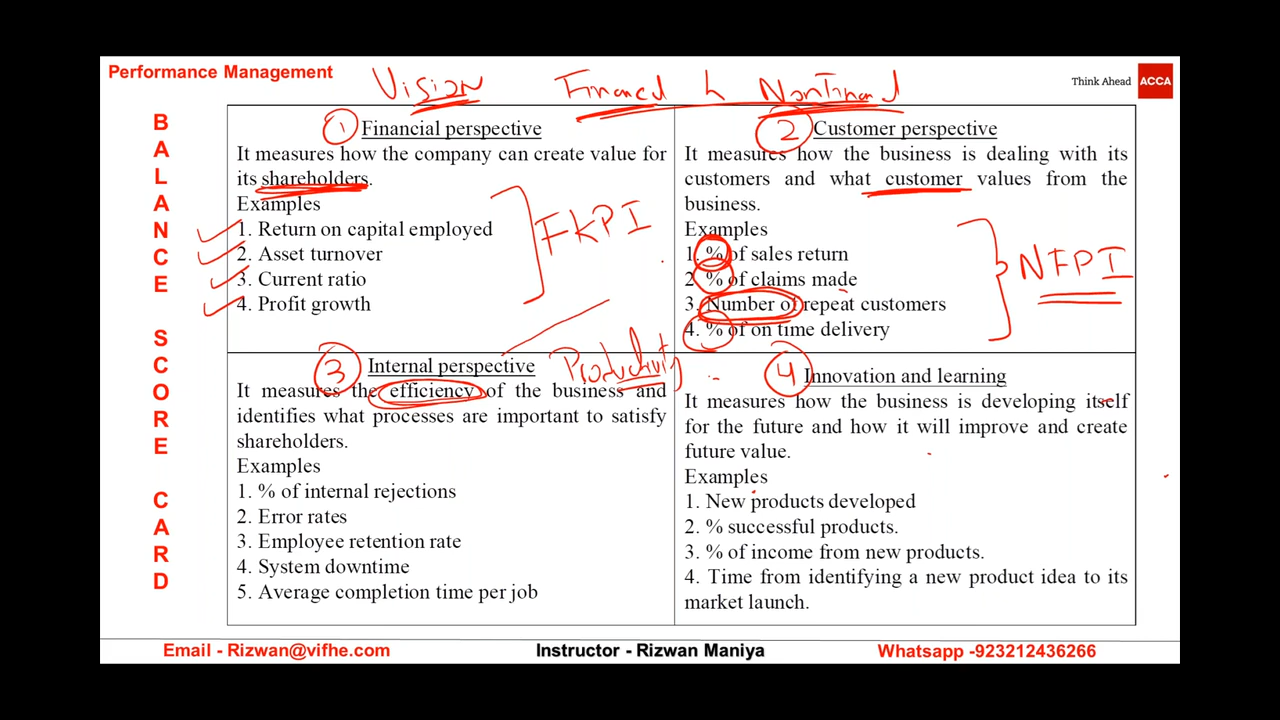 Performance Management
Vision Financl & NonFinancl
Think Ahead ACCA
BALANCE SCORE CARD
1 Financial perspective
It measures how the company can create value for
its shareholders.
Examples
1. Return on capital employed
2. Asset turnover
3. Current ratio
4. Profit growth
FKPI
2 Customer perspective
It measures how the business is dealing with its
customers and what customer values from the
business.
Examples
1. % of sales return
2. % of claims made
3. Number of repeat customers
4. % of on time delivery
NFPI
3 Internal perspective Productivity
It measures the efficiency of the business and
identifies what processes are important to satisfy
shareholders.
Examples
1. % of internal rejections
2. Error rates
3. Employee retention rate
4. System downtime
5. Average completion time per job
4 Innovation and learning
It measures how the business is developing itself
for the future and how it will improve and create
future value.
Examples
1. New products developed
2. % successful products.
3. % of income from new products.
4. Time from identifying a new product idea to its
market launch.
Email - Rizwan@vifhe.com Instructor - Rizwan Maniya Whatsapp -923212436266